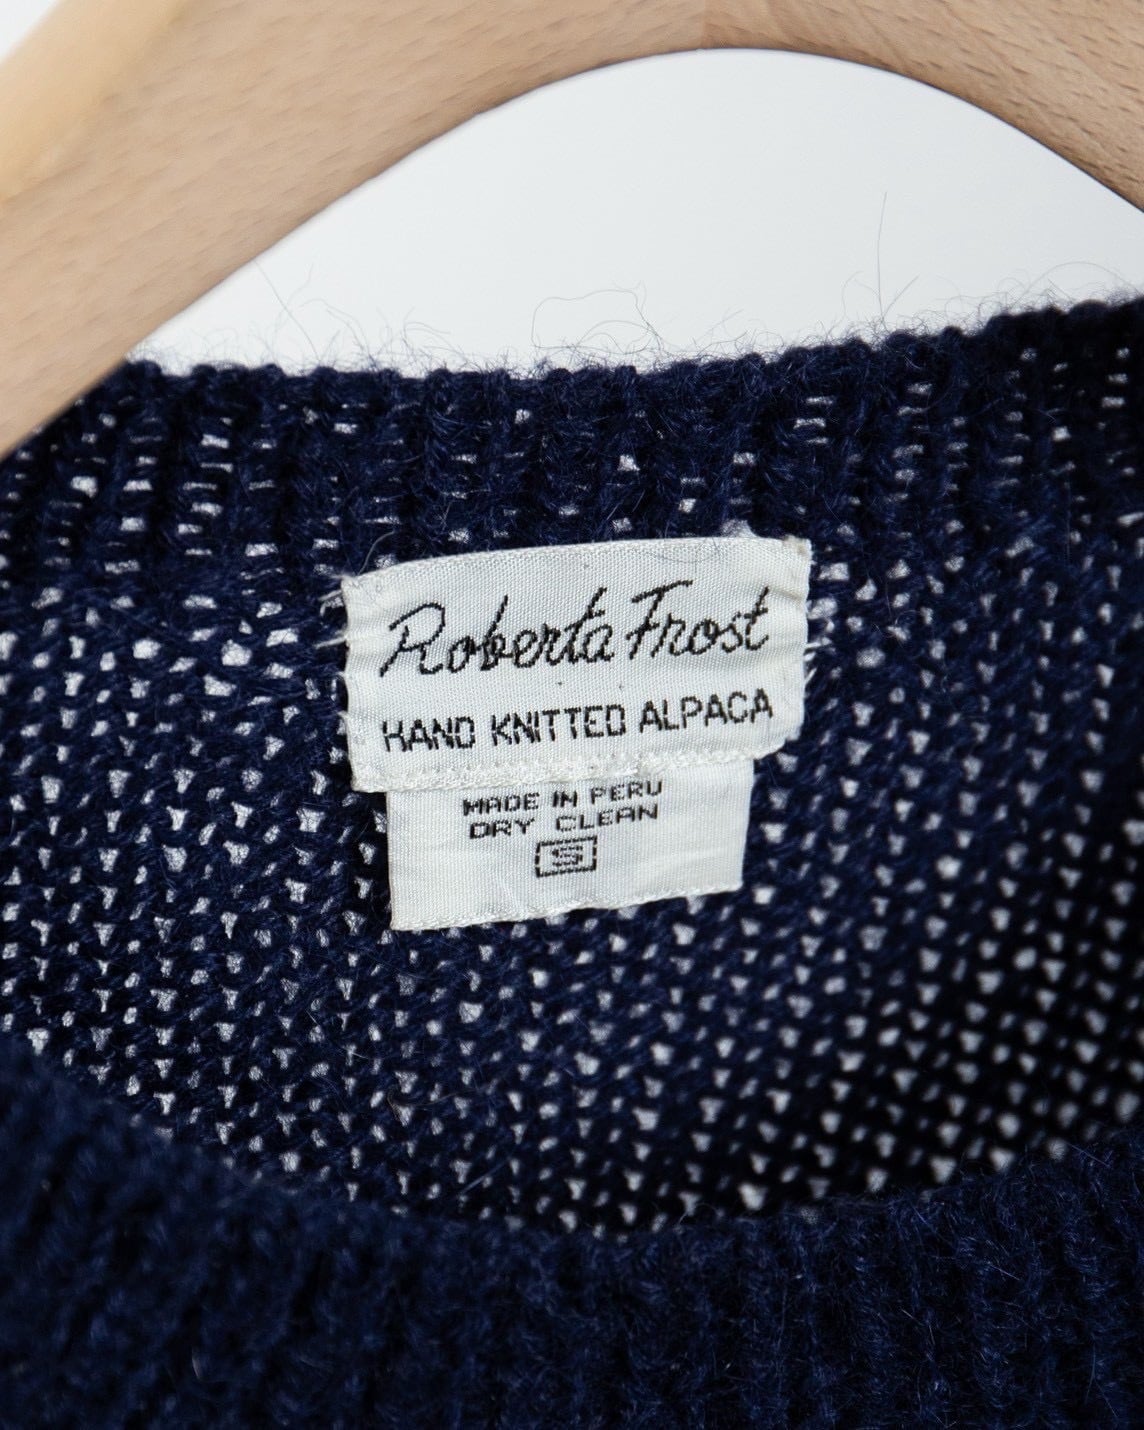 Roberta Frost
HAND KNITTED ALPACA
MADE IN PERU
DRY CLEAN
S